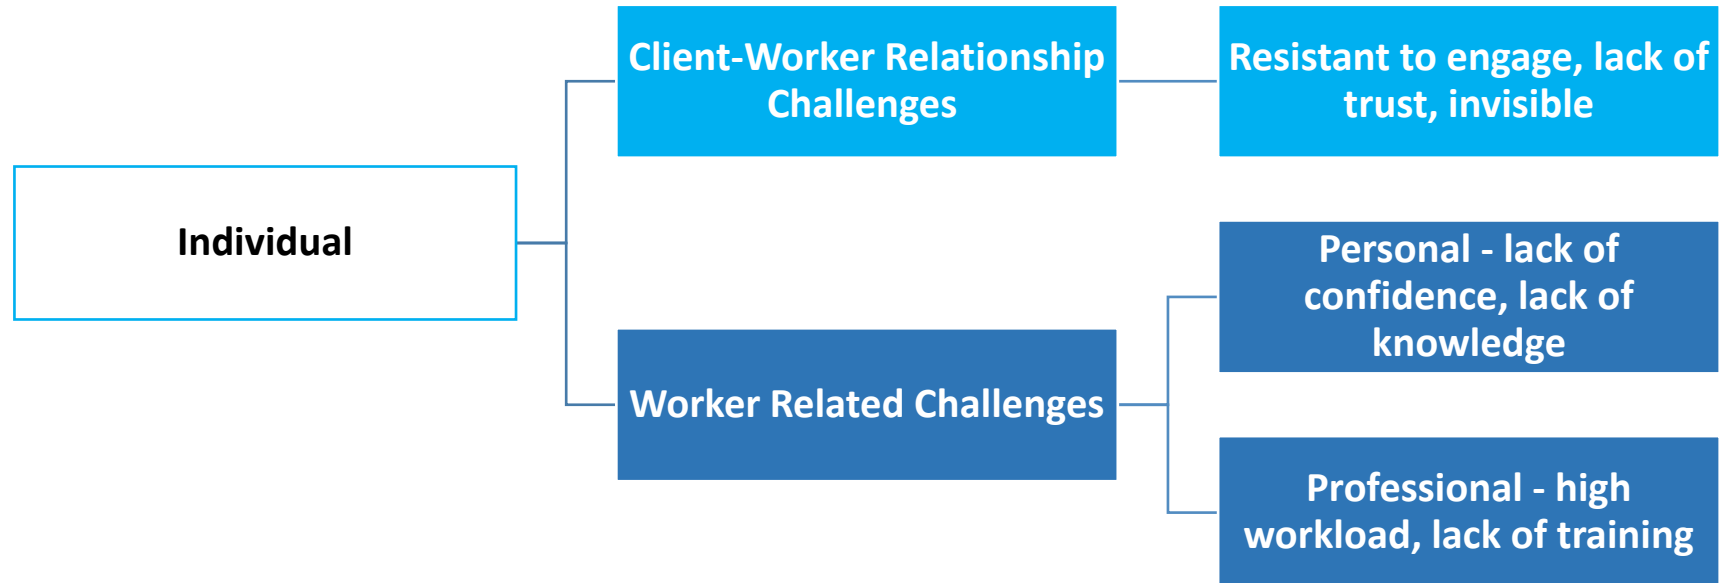 Client-Worker Relationship
Challenges
Resistant to engage, lack of
trust, invisible
Individual
Personal - lack of
confidence, lack of
knowledge
Worker Related Challenges
Professional - high
workload, lack of training